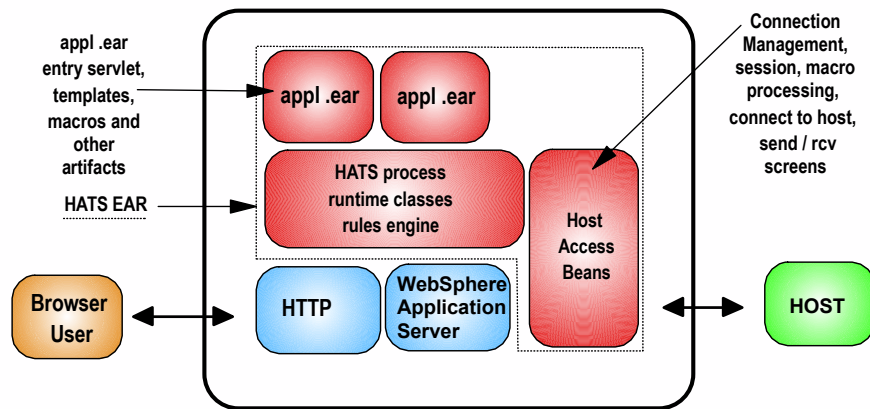 appl .ear
entry servlet,
templates,
macros and
other
artifacts
HATS EAR
appl .ear
appl .ear
HATS process
runtime classes
rules engine
Host
Access
Beans
Connection
Management,
session, macro
processing,
connect to host,
send / rcv
screens
Browser
User
HTTP
WebSphere
Application
Server
HOST